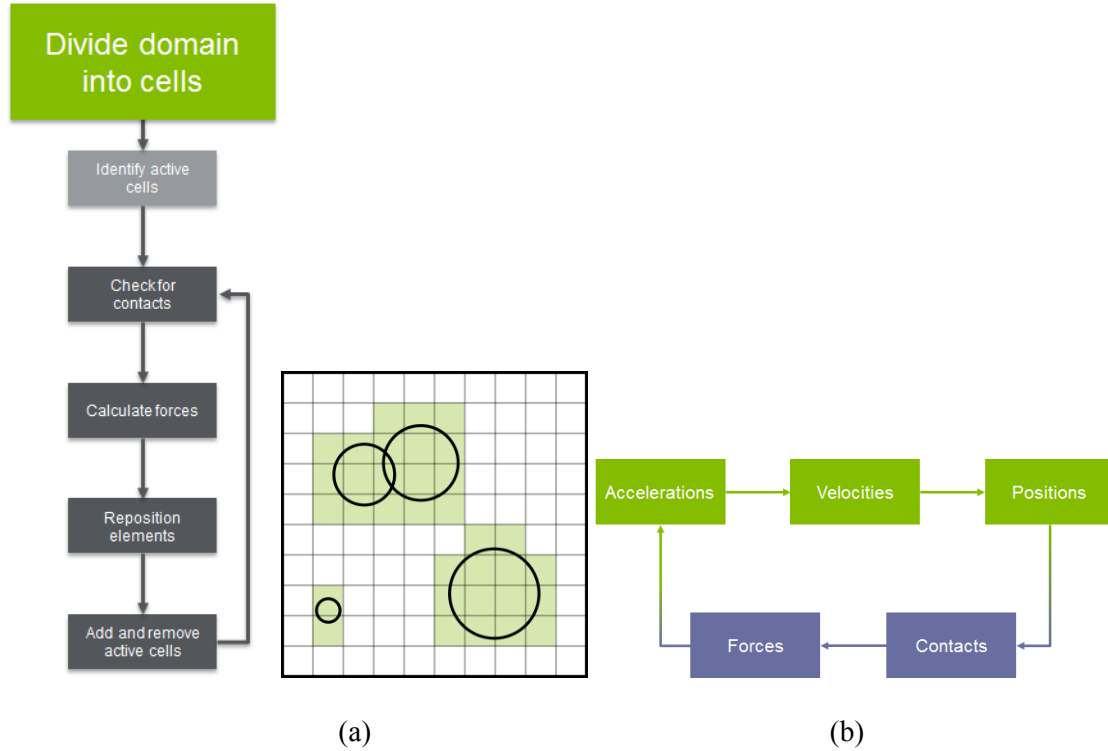 Divide domain
into cells
Identify active
cells
Check for
contacts
Calculate forces
Reposition
elements
Add and remove
active cells
Accelerations
Velocities
Positions
Forces
Contacts
(a)
(b)